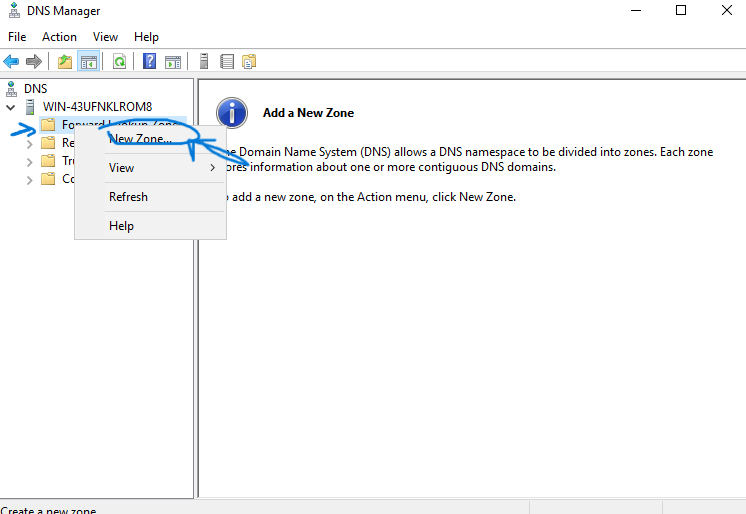 DNS Manager
File Action View Help
DNS
WIN-43UFNKLROM8
Forward Lookup Zone
Re
Tru
Co
New Zone...
View
Refresh
Help
Add a New Zone
Domain Name System (DNS) allows a DNS namespace to be divided into zones. Each zone
ores information about one or more contiguous DNS domains.
add a new zone, on the Action menu, click New Zone.
Create a new zone